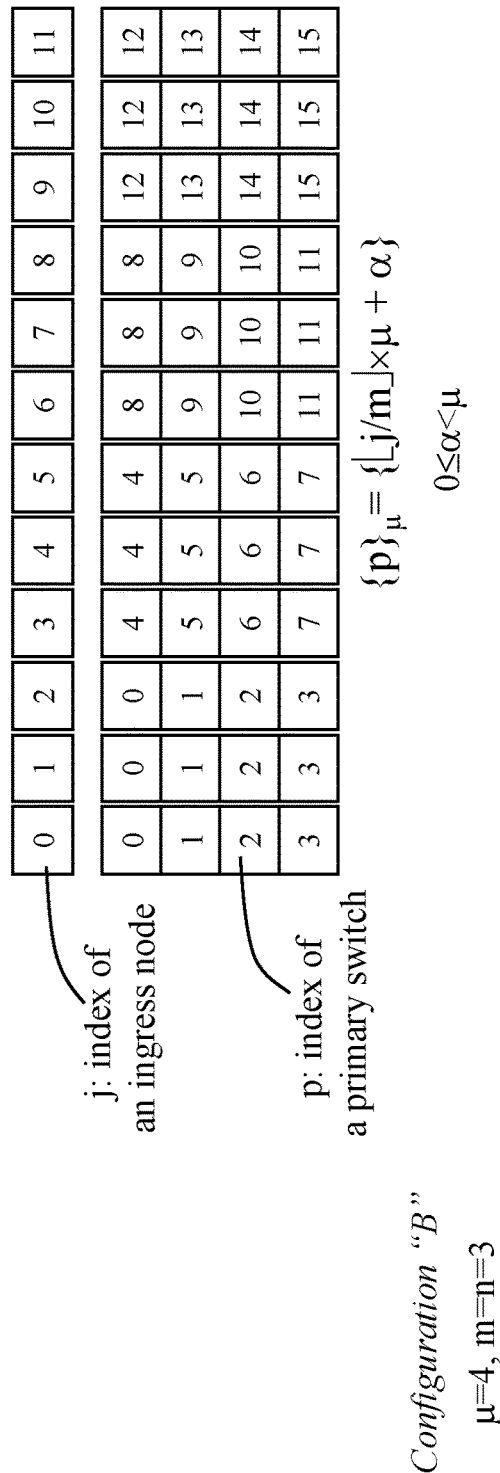 0 1 2 3 4 5 6 7 8 9 10 11
0 0 0 4 4 4 8 8 8 12 12 12
1 1 1 5 5 5 9 9 9 13 13 13
2 2 2 6 6 6 10 10 10 14 14 14
3 3 3 7 7 7 11 11 11 15 15 15
j: index of
an ingress node
p: index of
a primary switch
{p}μ= {⌊j/m⌋×μ + α}
0≤α<μ
Configuration “B”
μ=4, m=n=3